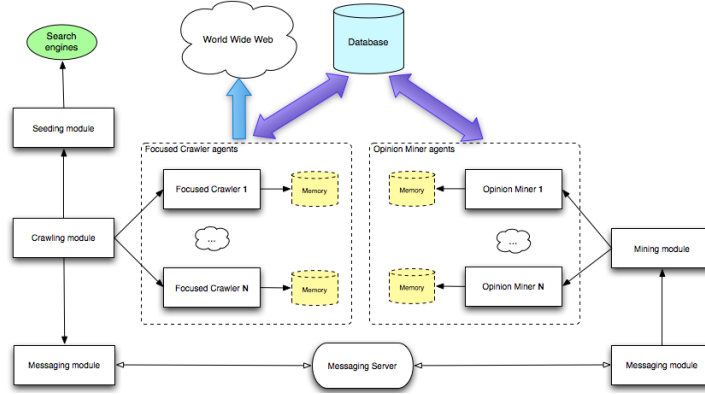 Search
engines
World Wide Web
Database
Seeding module
Focused Crawler agents
Opinion Miner agents
Focused Crawler 1
Memory
Memory
Opinion Miner 1
Crawling module
...
...
Mining module
Focused Crawler N
Memory
Memory
Opinion Miner N
Messaging module
Messaging Server
Messaging module